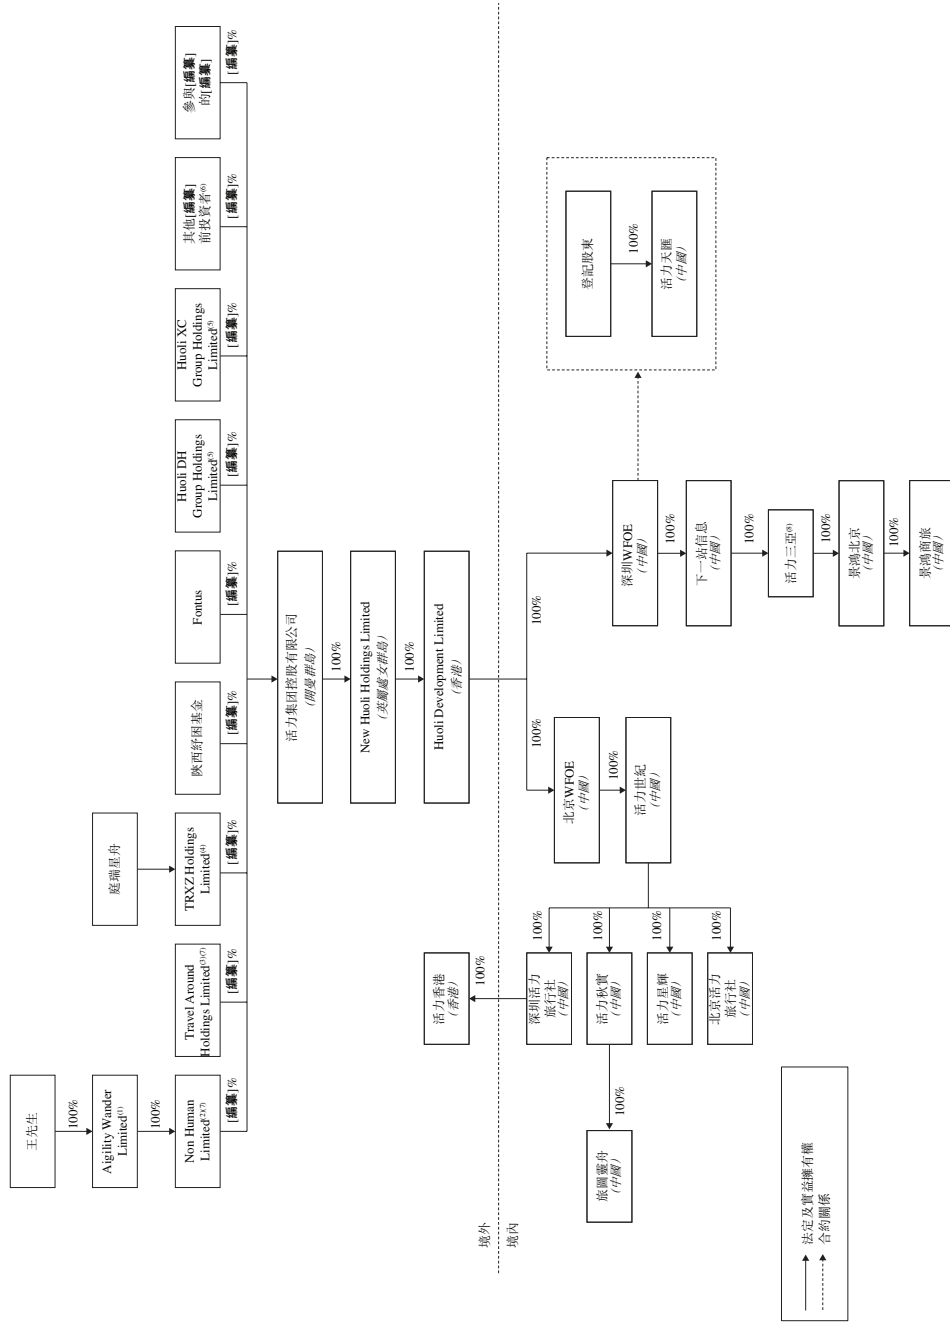 王先生
100%
Aigility Wander
Limited(1)
100%
Non Human
Limited(2)(7)
[編纂]%
Travel Around
Holdings Limited(3)(7)
[編纂]%
庭瑞星舟
TRXZ Holdings
Limited(4)
[編纂]%
陝西紓困基金
[編纂]%
Fontus
[編纂]%
Huoli DH
Group Holdings
Limited(5)
[編纂]%
Huoli XC
Group Holdings
Limited(5)
[編纂]%
其他[編纂]
前投資者(6)
[編纂]%
參與[編纂]
的[編纂]
[編纂]%
活力集团控股有限公司
(開曼群島)
100%
New Huoli Holdings Limited
(英屬處女群島)
100%
Huoli Development Limited
(香港)
活力香港
(香港)
100%
境外
境內
100%
100%
北京WFOE
(中國)
100%
活力世紀
(中國)
100%
深圳活力
旅行社
(中國)
100%
活力秋實
(中國)
100%
活力星輝
(中國)
100%
北京活力
旅行社
(中國)
100%
旅圖靈舟
(中國)
深圳WFOE
(中國)
100%
下一站信息
(中國)
100%
活力三亞(8)
100%
景鴻北京
(中國)
100%
景鴻商旅
(中國)
登記股東
100%
活力天匯
(中國)
法定及實益擁有權
合約關係